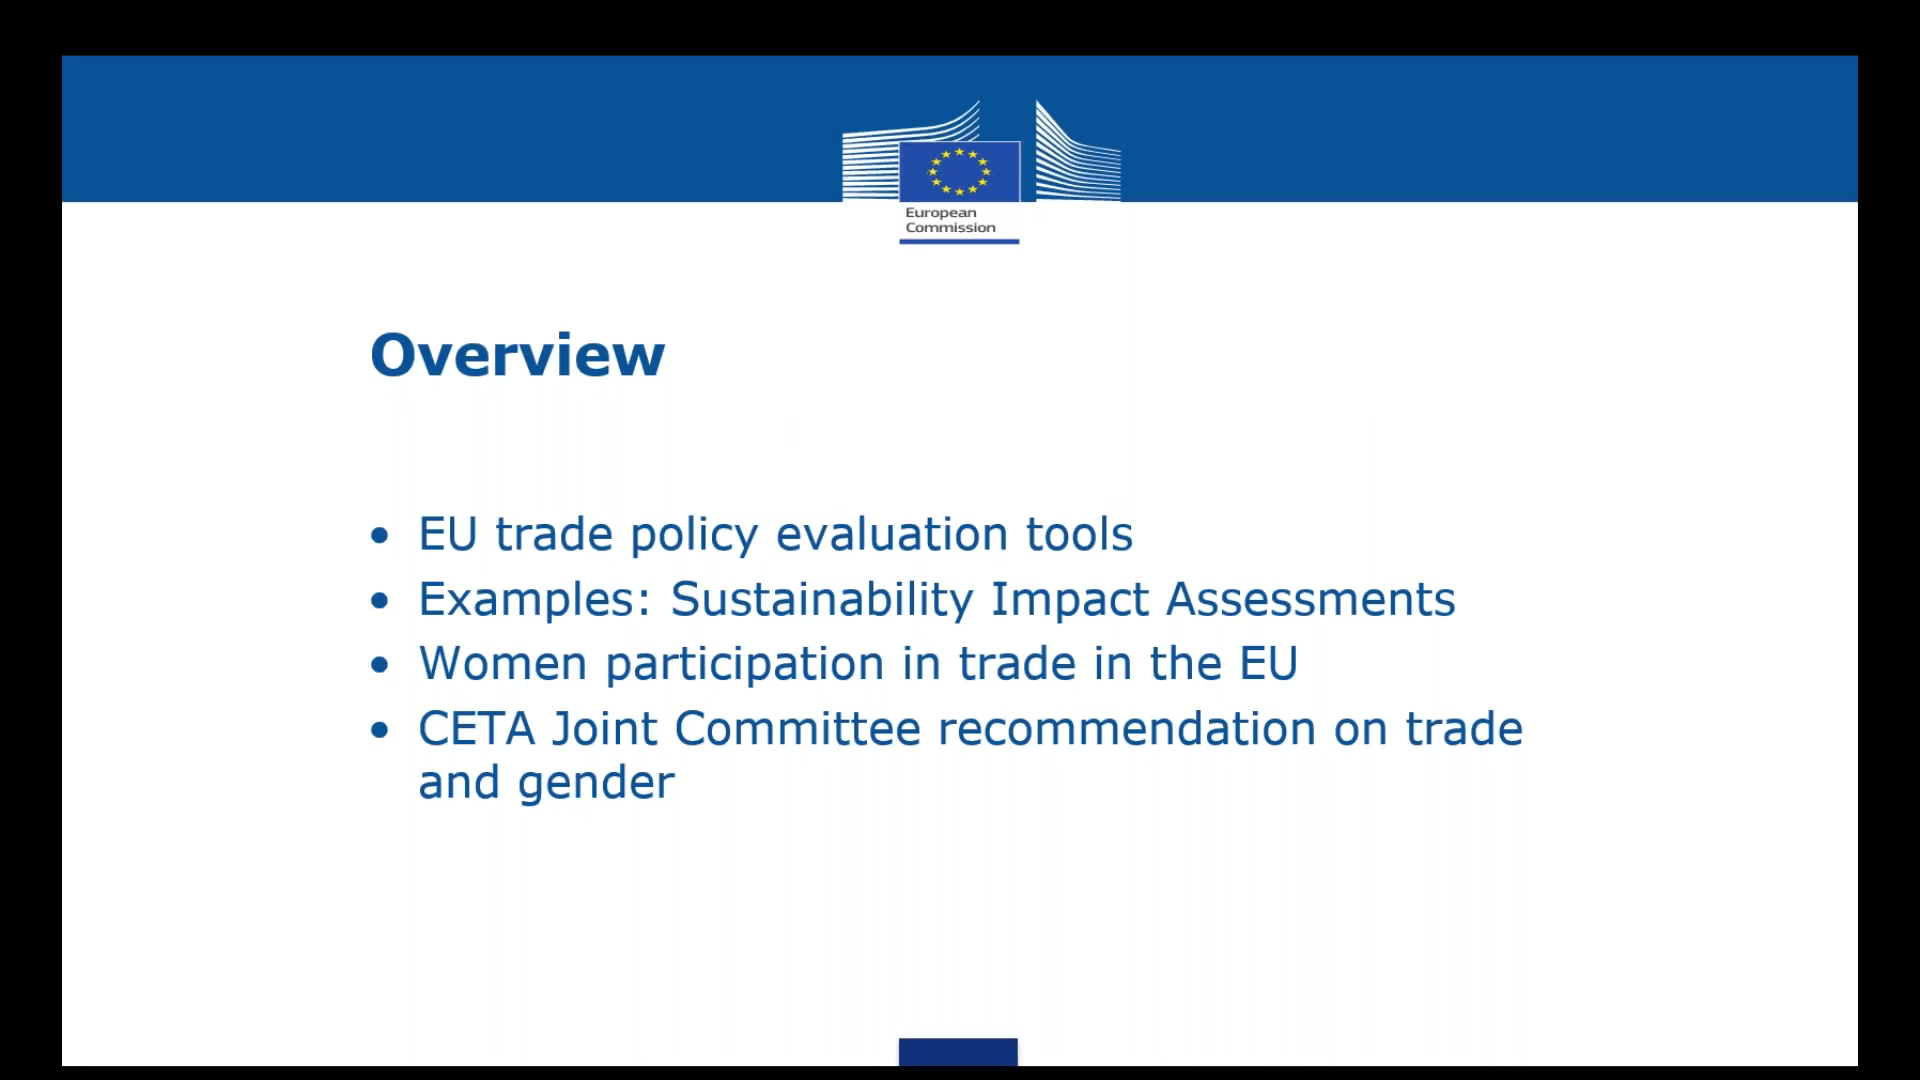 European
Commission
Overview
• EU trade policy evaluation tools
• Examples: Sustainability Impact Assessments
• Women participation in trade in the EU
• CETA Joint Committee recommendation on trade
and gender